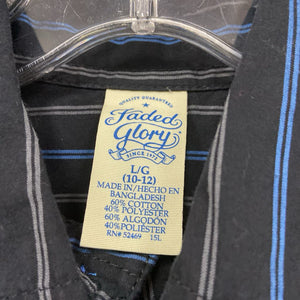 QUALITY GUARANTEED
Faded
Glory
SINCE 1972
L/G
(10-12)
MADE IN/HECHO EN
BANGLADESH
60% COTTON
40% POLYESTER
60% ALGODÓN
40%POLIÉSTER
RN# 52469 15L